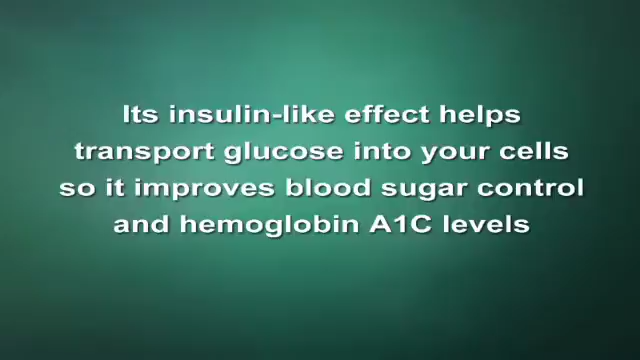 Its insulin-like effect helps
transport glucose into your cells
so it improves blood sugar control
and hemoglobin A1C levels